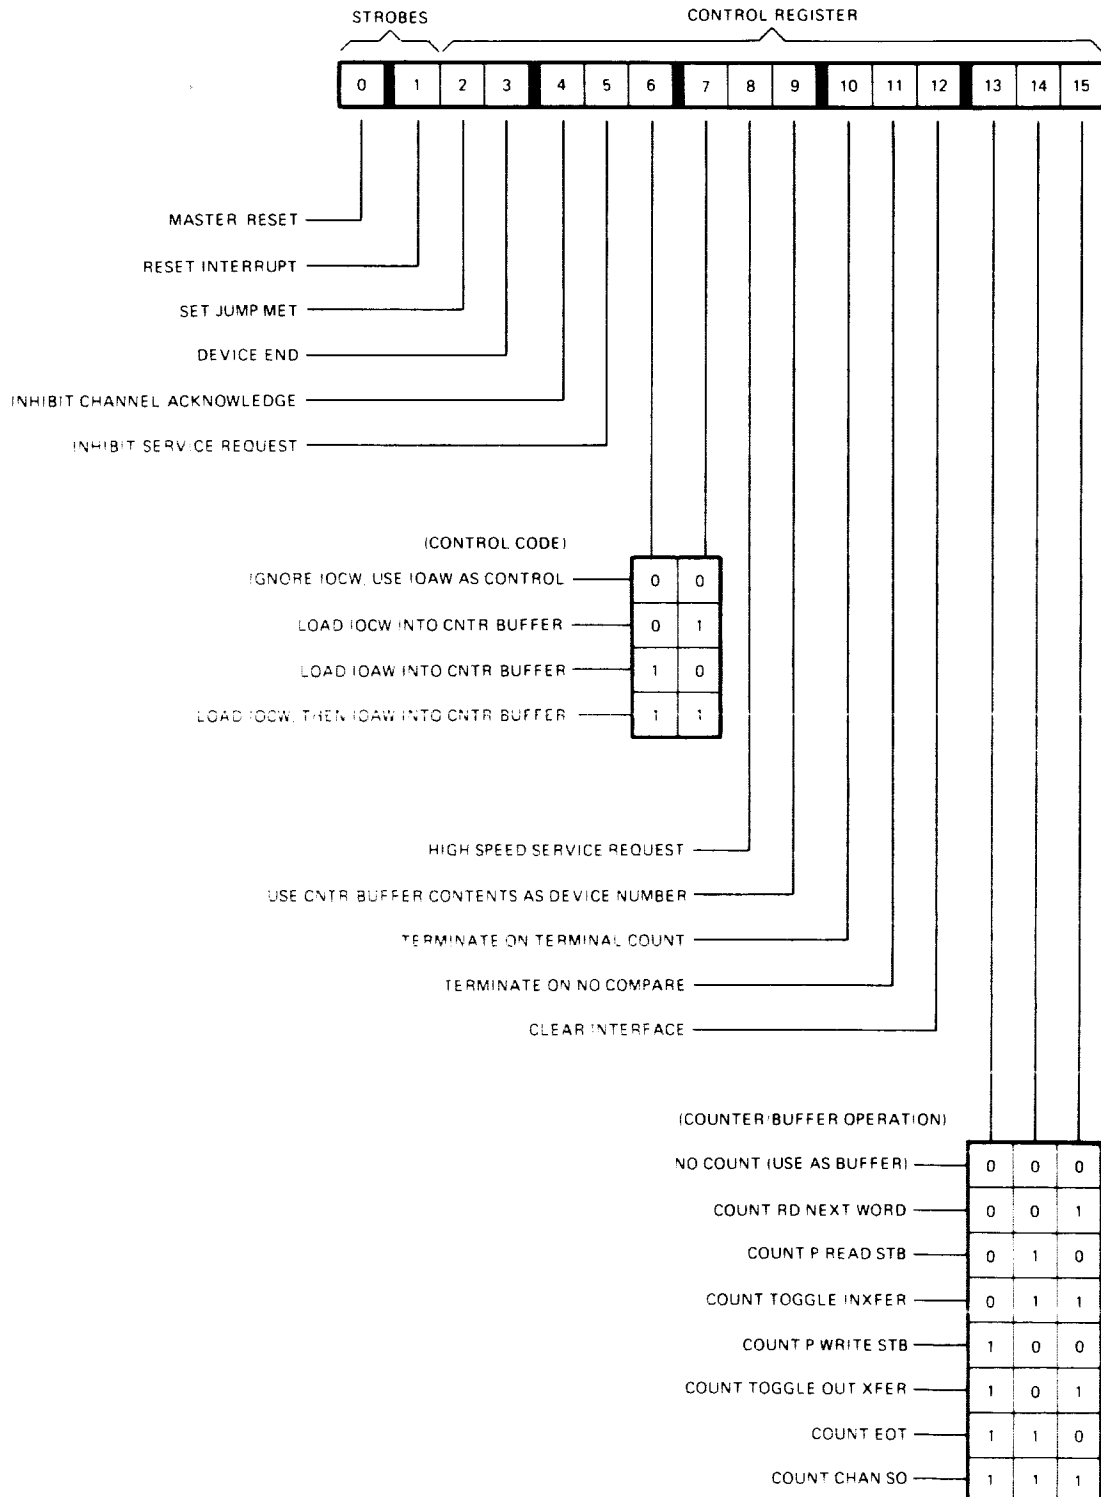 STROBES CONTROL REGISTER
0 1 2 3 4 5 6 7 8 9 10 11 12 13 14 15
MASTER RESET
RESET INTERRUPT
SET JUMP MET
DEVICE END
INHIBIT CHANNEL ACKNOWLEDGE
INHIBIT SERVICE REQUEST
(CONTROL CODE)
IGNORE IOCW, USE IOAW AS CONTROL 0 0
LOAD IOCW INTO CNTR BUFFER 0 1
LOAD IOAW INTO CNTR BUFFER 1 0
LOAD IOCW, THEN IOAW INTO CNTR BUFFER 1 1
HIGH SPEED SERVICE REQUEST
USE CNTR BUFFER CONTENTS AS DEVICE NUMBER
TERMINATE ON TERMINAL COUNT
TERMINATE ON NO COMPARE
CLEAR INTERFACE
(COUNTER/BUFFER OPERATION)
NO COUNT (USE AS BUFFER) 0 0 0
COUNT RD NEXT WORD 0 0 1
COUNT P READ STB 0 1 0
COUNT TOGGLE INXFER 0 1 1
COUNT P WRITE STB 1 0 0
COUNT TOGGLE OUT XFER 1 0 1
COUNT EOT 1 1 0
COUNT CHAN SO 1 1 1